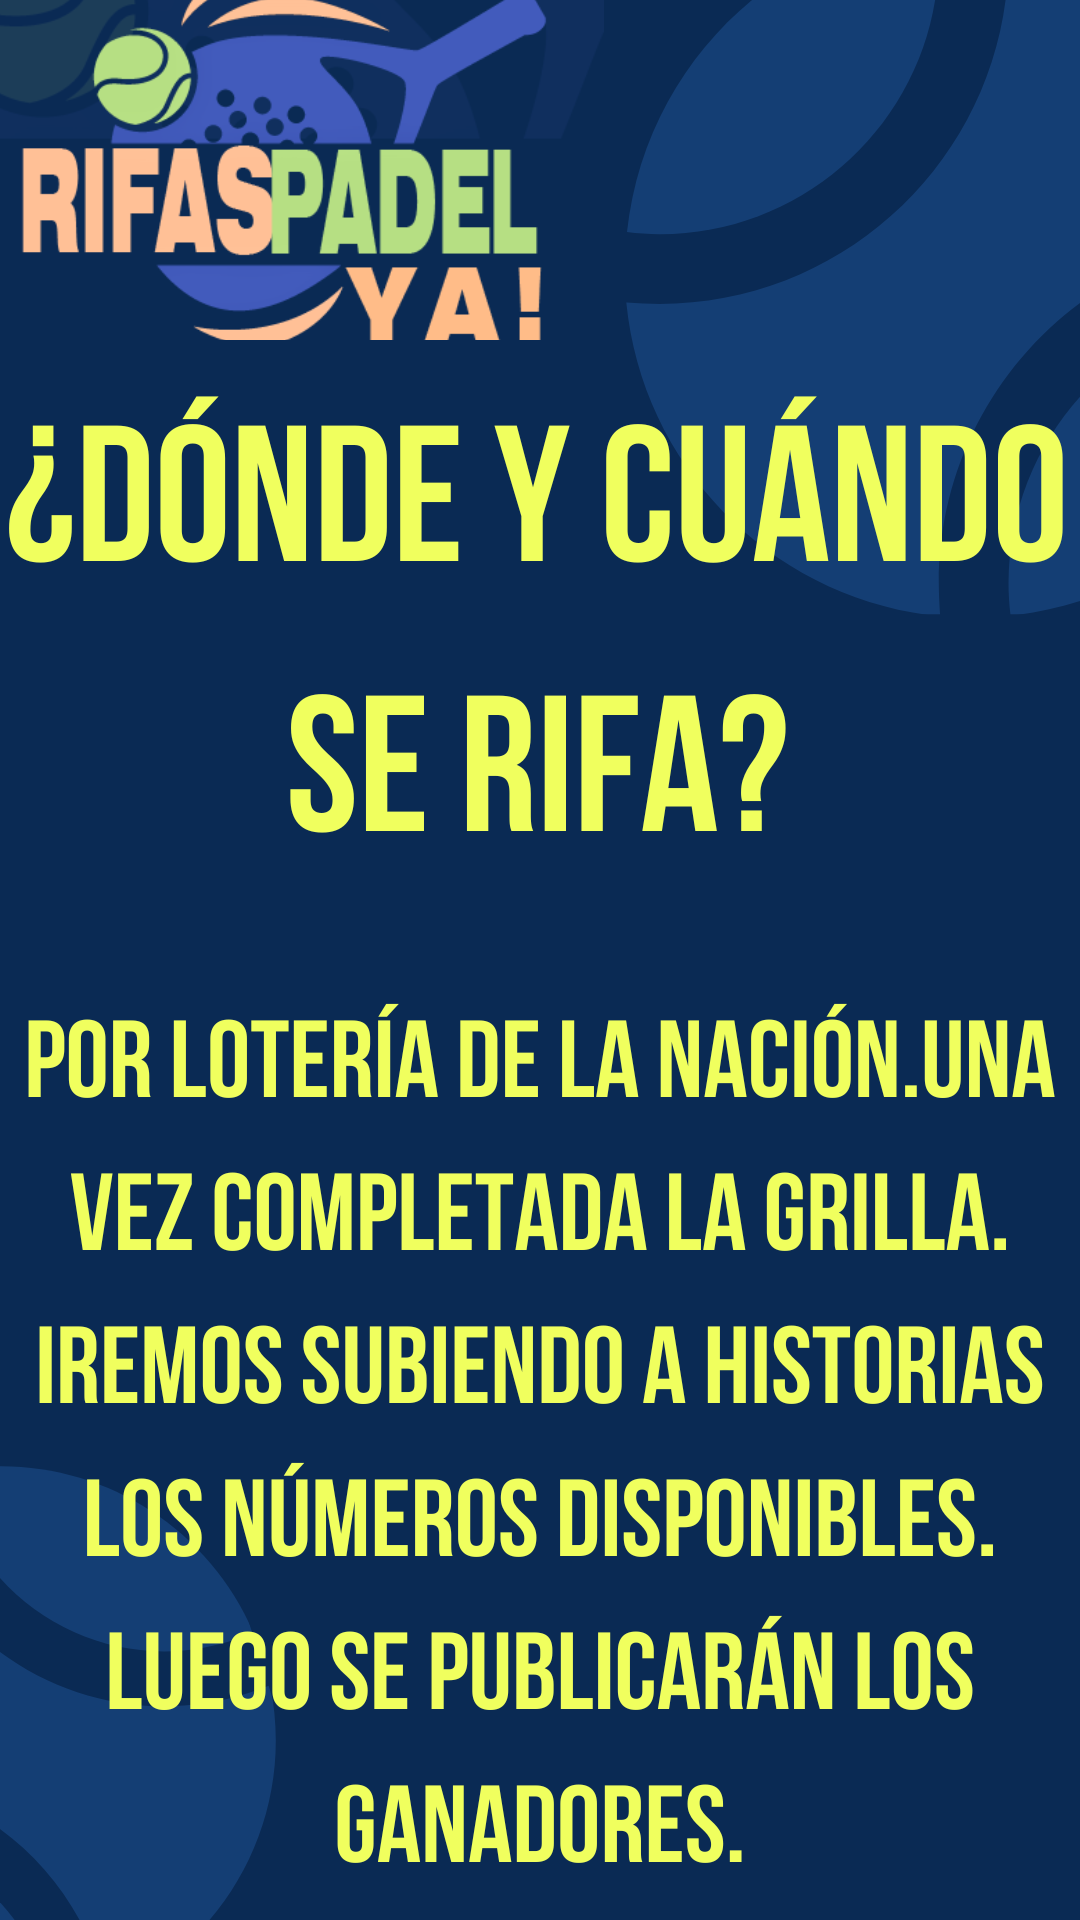 RIFASPADEL
YA!
¿DÓNDE Y CUÁNDO
SE RIFA?
POR LOTERÍA DE LA NACIÓN.UNA
VEZ COMPLETADA LA GRILLA.
IREMOS SUBIENDO A HISTORIAS
LOS NÚMEROS DISPONIBLES.
LUEGO SE PUBLICARÁN LOS
GANADORES.